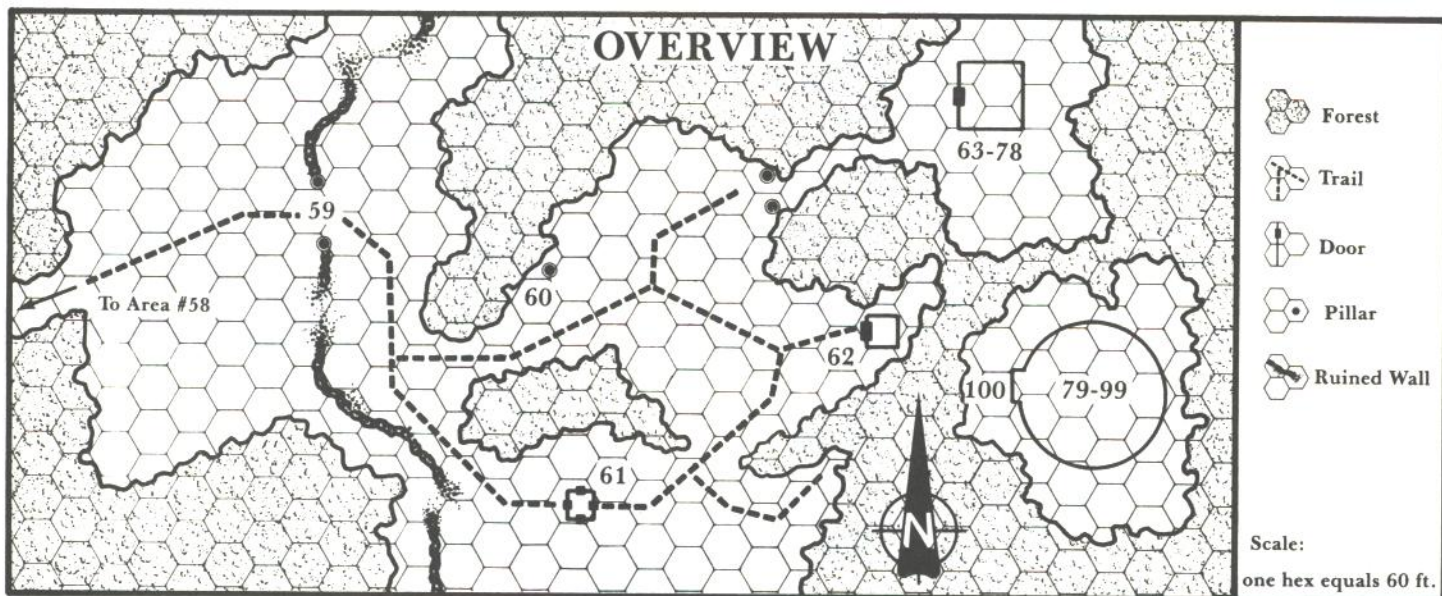 OVERVIEW
63-78
59
60
To Area #58
62
100
79-99
61
N
Forest
Trail
Door
Pillar
Ruined Wall
Scale:
one hex equals 60 ft.